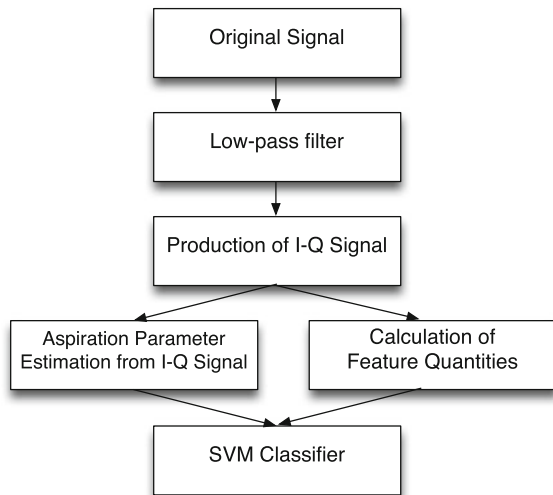 Original Signal
Low-pass filter
Production of I-Q Signal
Aspiration Parameter
Estimation from I-Q Signal
Calculation of
Feature Quantities
SVM Classifier